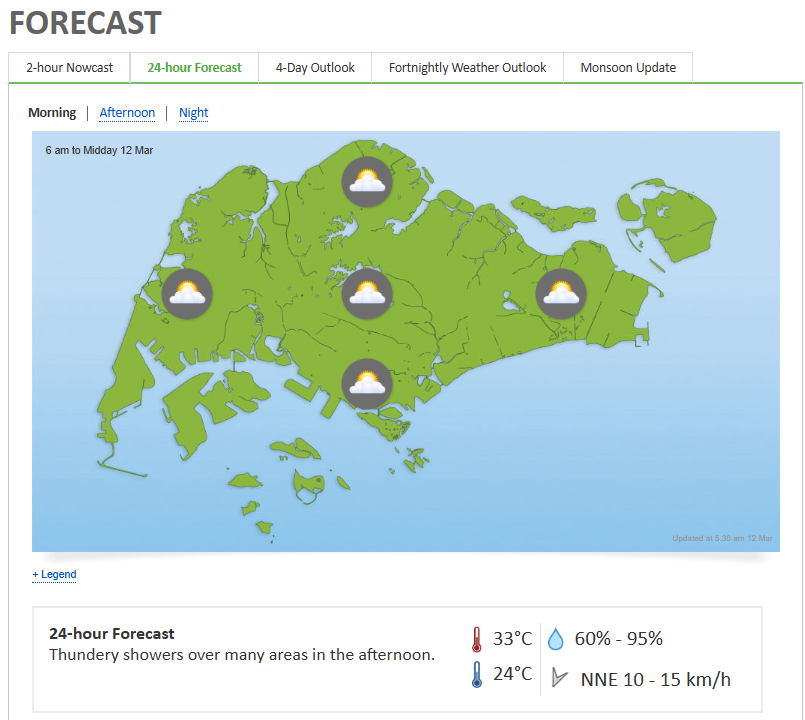 FORECAST
2-hour Nowcast 24-hour Forecast 4-Day Outlook Fortnightly Weather Outlook Monsoon Update
Morning | Afternoon | Night
6 am to Midday 12 Mar
Updated at 5.30 am 12 Mar
+ Legend
24-hour Forecast
Thundery showers over many areas in the afternoon.
33°C 60% - 95%
24°C NNE 10 - 15 km/h